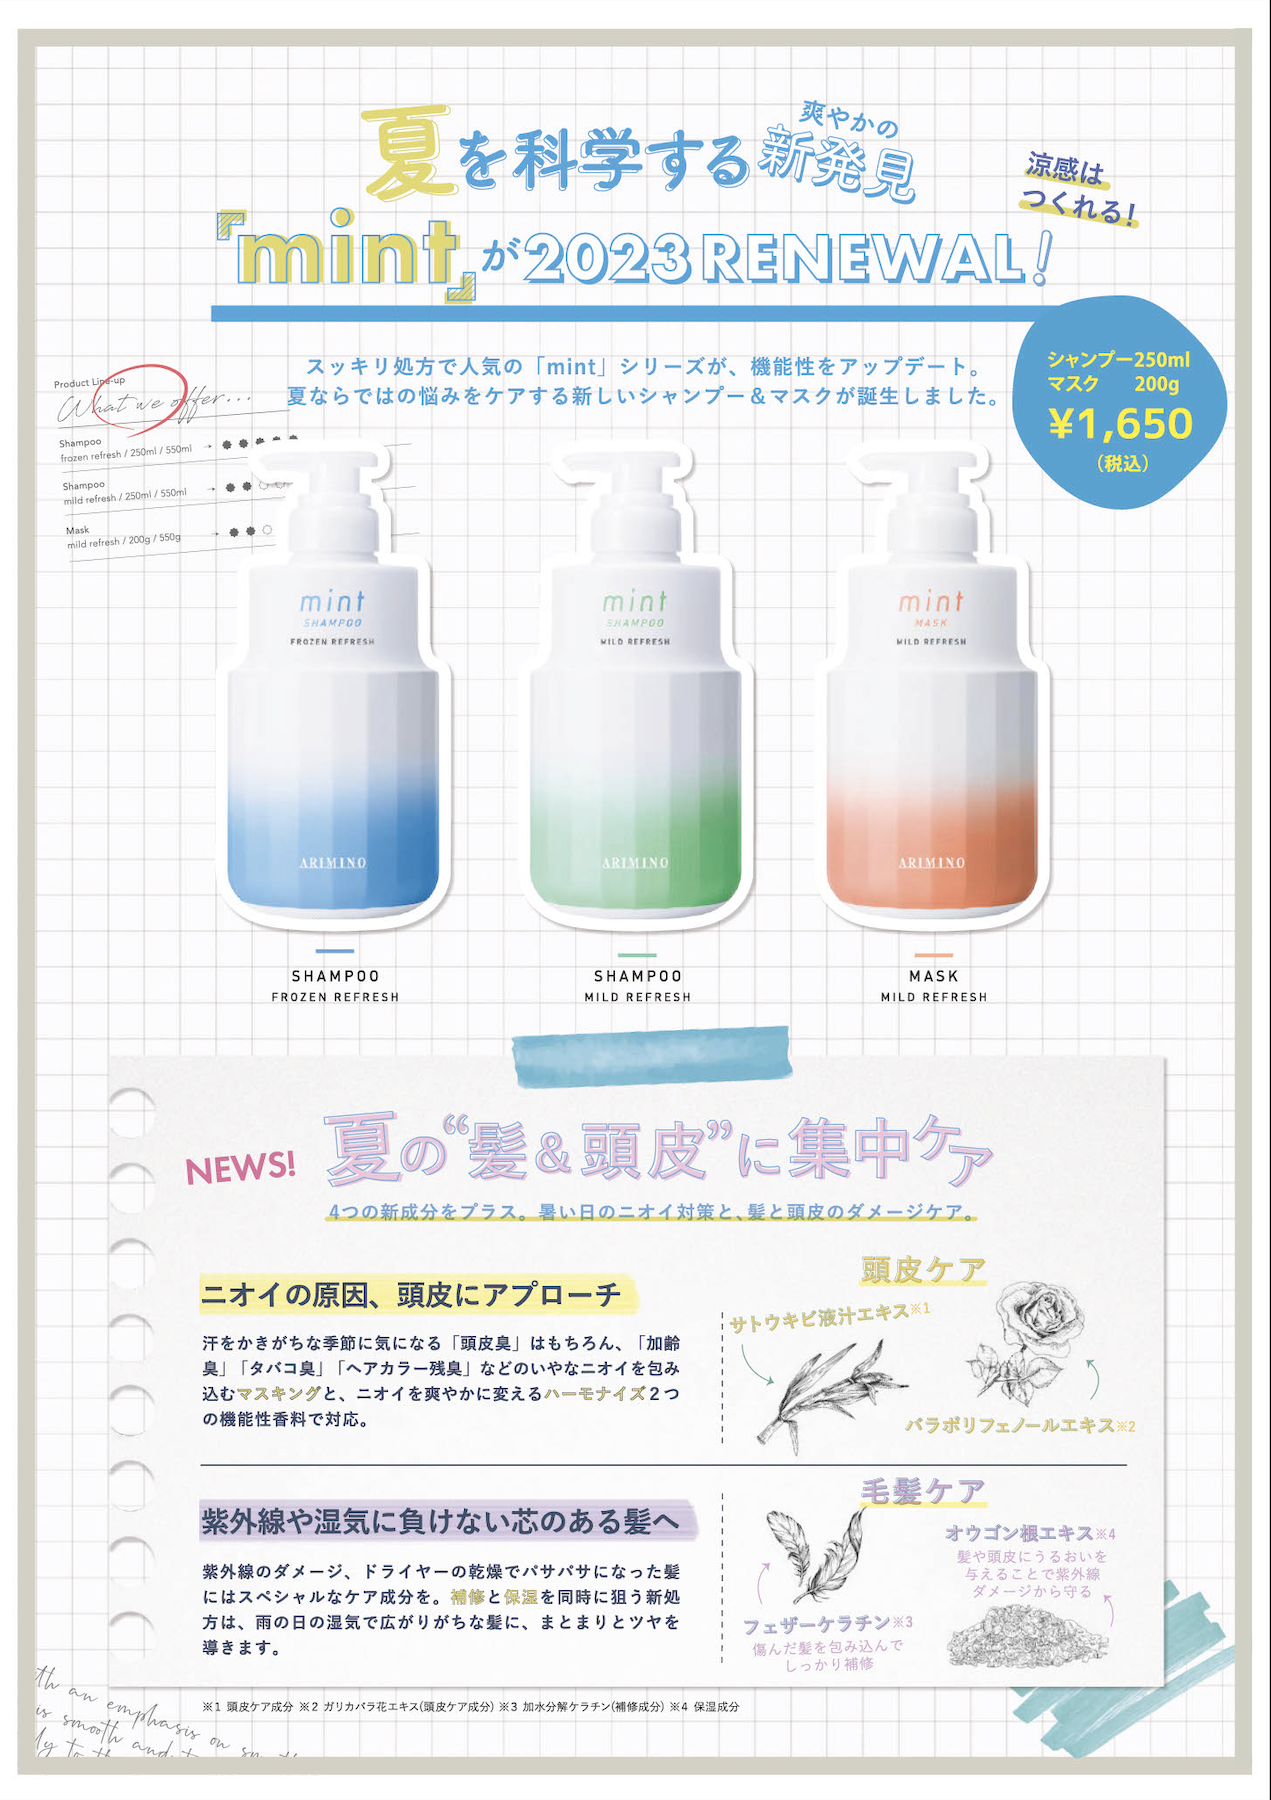 夏を科学する
爽やかの
新発見
涼感は
つくれる!
「mint」が2023 RENEWAL!
スッキリ処方で人気の「mint」シリーズが、機能性をアップデート。
夏ならではの悩みをケアする新しいシャンプー＆マスクが誕生しました。
シャンプー250ml
マスク 200g
¥1,650
(税込)
Product Line-up
What we offer...
Shampoo
frozen refresh / 250ml / 550ml
Shampoo
mild refresh / 250ml / 550ml
Mask
mild refresh / 200g / 550g
mint
SHAMPOO
FROZEN REFRESH
ARIMINO
mint
SHAMPOO
MILD REFRESH
ARIMINO
mint
MASK
MILD REFRESH
ARIMINO
SHAMPOO
FROZEN REFRESH
SHAMPOO
MILD REFRESH
MASK
MILD REFRESH
NEWS!
夏の“髪＆頭皮”に集中ケア
4つの新成分をプラス。暑い日のニオイ対策と、髪と頭皮のダメージケア。
ニオイの原因、頭皮にアプローチ
汗をかきがちな季節に気になる「頭皮臭」はもちろん、「加齢
臭」「タバコ臭」「ヘアカラー残臭」などのいやなニオイを包み
込むマスキングと、ニオイを爽やかに変えるハーモナイズ２つ
の機能性香料で対応。
頭皮ケア
サトウキビ液汁エキス※1
バラポリフェノールエキス※2
紫外線や湿気に負けない芯のある髪へ
紫外線のダメージ、ドライヤーの乾燥でパサパサになった髪
にはスペシャルなケア成分を。補修と保湿を同時に狙う新処
方は、雨の日の湿気で広がりがちな髪に、まとまりとツヤを
導きます。
毛髪ケア
オウゴン根エキス※4
髪や頭皮にうるおいを
与えることで紫外線
ダメージから守る
フェザーケラチン※3
傷んだ髪を包み込んで
しっかり補修
※1 頭皮ケア成分 ※2 ガリカバラ花エキス(頭皮ケア成分) ※3 加水分解ケラチン(補修成分) ※4 保湿成分
th an emphasis on
is smooth and